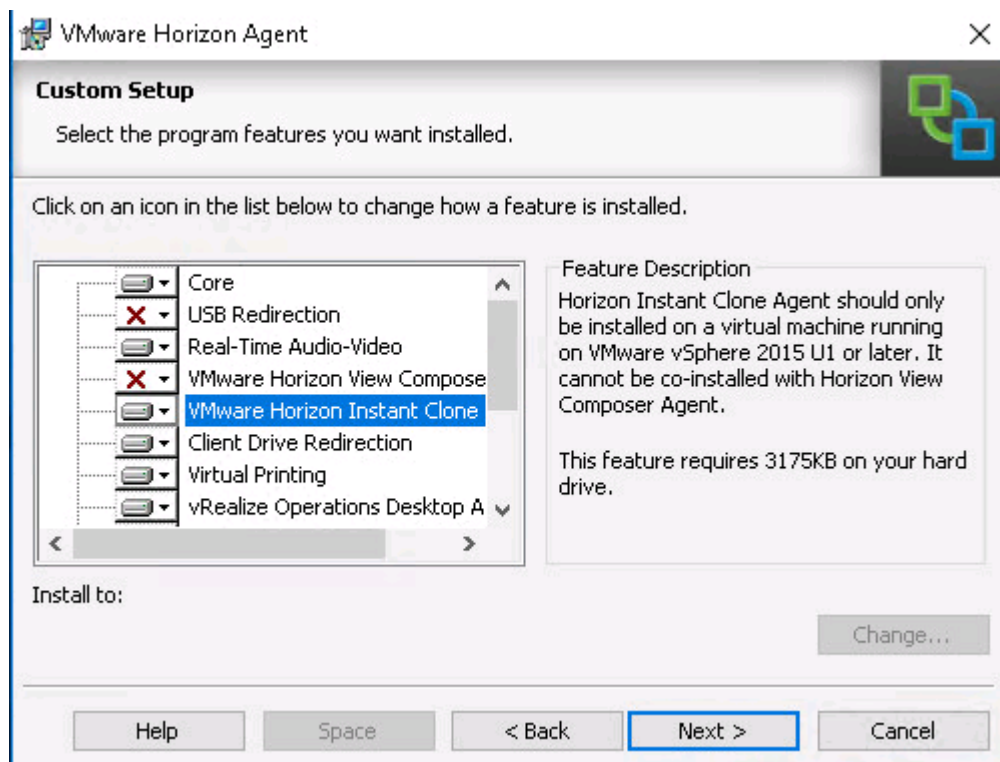 VMware Horizon Agent
Custom Setup
Select the program features you want installed.
Click on an icon in the list below to change how a feature is installed.
Core
USB Redirection
Real-Time Audio-Video
VMware Horizon View Compose
VMware Horizon Instant Clone
Client Drive Redirection
Virtual Printing
vRealize Operations Desktop A
Feature Description
Horizon Instant Clone Agent should only
be installed on a virtual machine running
on VMware vSphere 2015 U1 or later. It
cannot be co-installed with Horizon View
Composer Agent.
This feature requires 3175KB on your hard
drive.
Install to:
Change...
Help
Space
< Back
Next >
Cancel